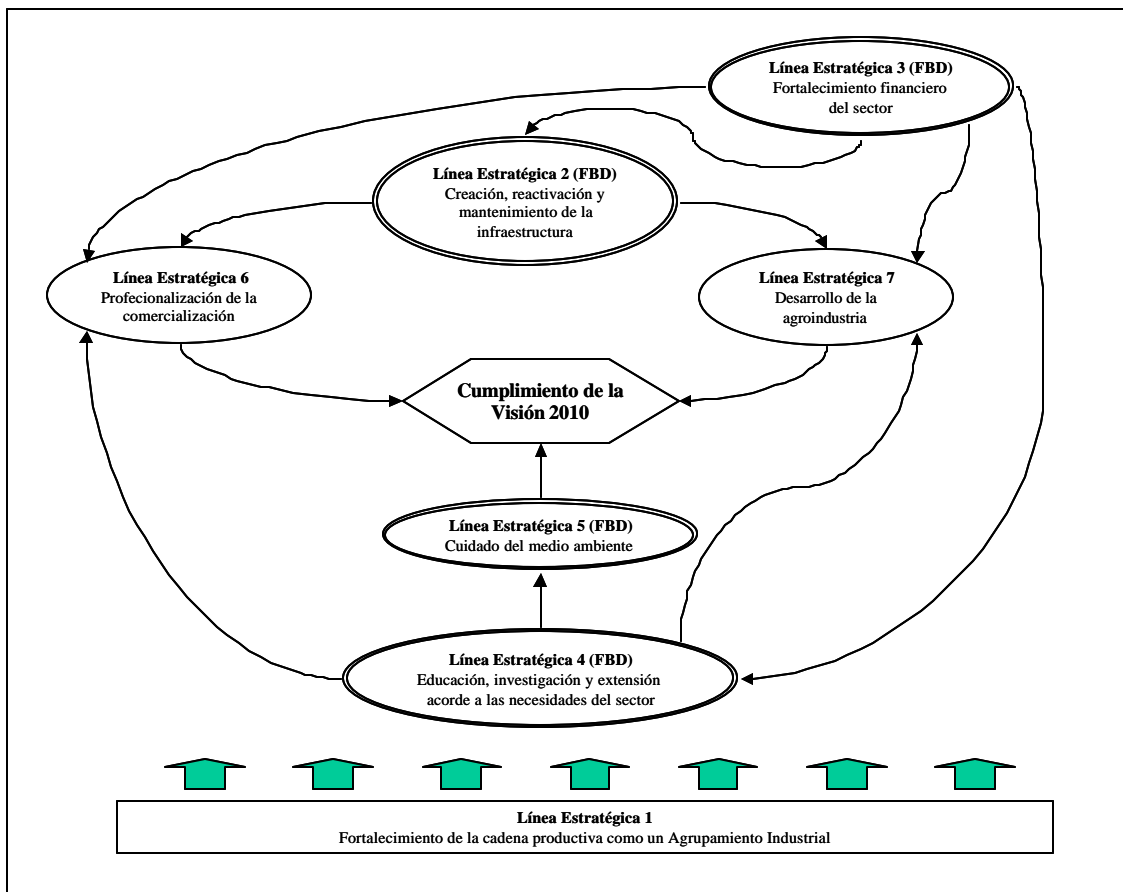 Línea Estratégica 3 (FBD)
Fortalecimiento financiero
del sector
Línea Estratégica 2 (FBD)
Creación, reactivación y
mantenimiento de la
infraestructura
Línea Estratégica 6
Profecionalización de la
comercialización
Línea Estratégica 7
Desarrollo de la
agroindustria
Cumplimiento de la
Visión 2010
Línea Estratégica 5 (FBD)
Cuidado del medio ambiente
Línea Estratégica 4 (FBD)
Educación, investigación y extensión
acorde a las necesidades del sector
Línea Estratégica 1
Fortalecimiento de la cadena productiva como un Agrupamiento Industrial